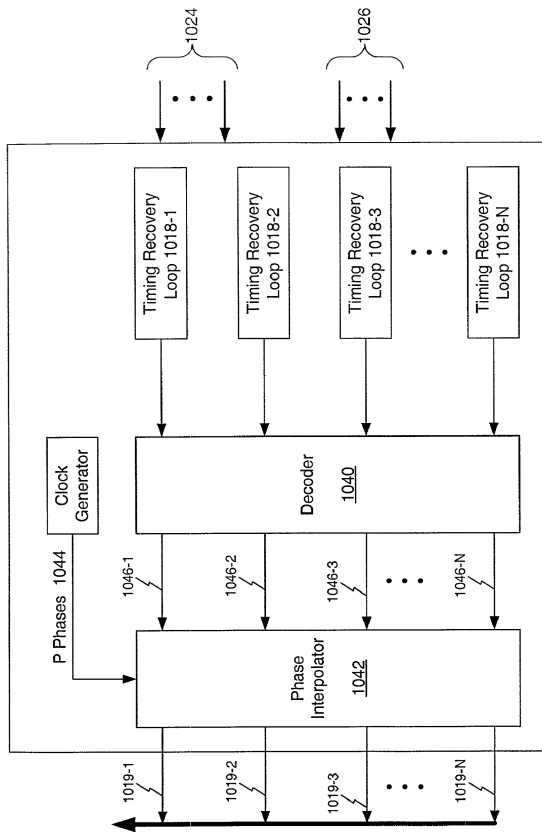 1024
1026
Timing Recovery
Loop 1018-1
Timing Recovery
Loop 1018-2
Timing Recovery
Loop 1018-3
Timing Recovery
Loop 1018-N
Clock
Generator
P Phases 1044
Decoder
1040
1046-1
1046-2
1046-3
1046-N
Phase
Interpolator
1042
1019-1
1019-2
1019-3
1019-N